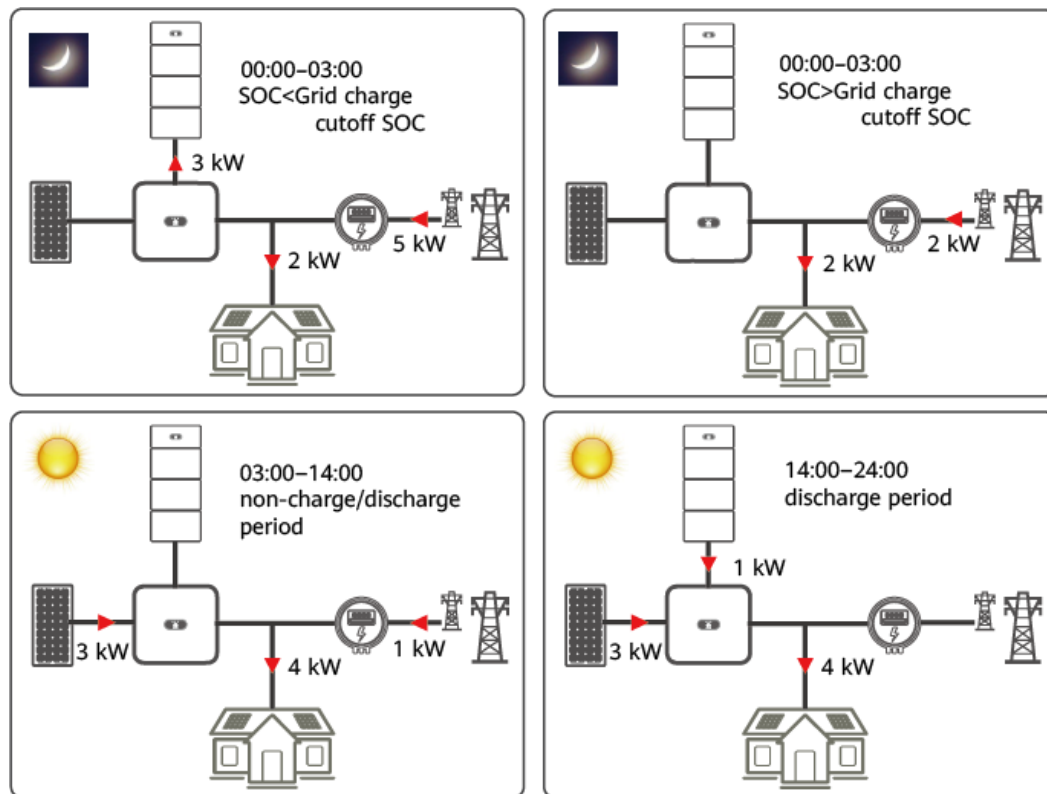 00:00–03:00
SOC<Grid charge
cutoff SOC
3 kW
5 kW
2 kW
00:00–03:00
SOC>Grid charge
cutoff SOC
2 kW
2 kW
03:00–14:00
non-charge/discharge
period
3 kW
1 kW
4 kW
14:00–24:00
discharge period
1 kW
3 kW
4 kW